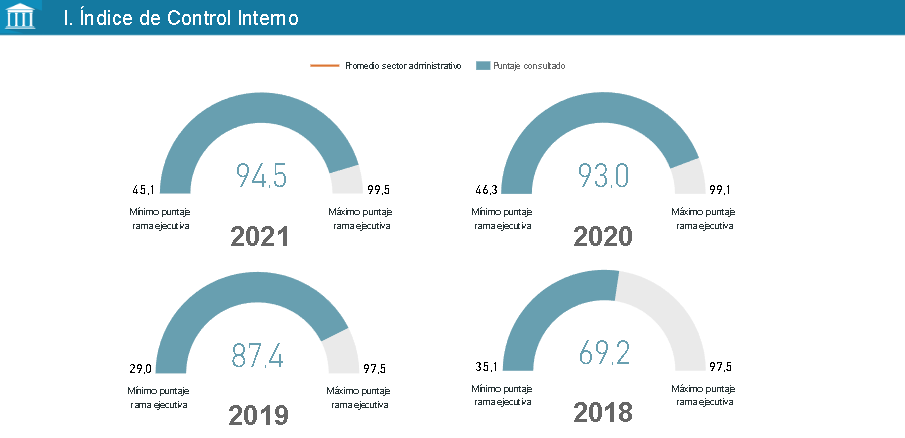 I. Índice de Control Interno
Promedio sector administrativo
Puntaje consultado
94,5
45,1
99,5
Mínimo puntaje
rama ejecutiva
Máximo puntaje
rama ejecutiva
2021
93,0
46,3
99,1
Mínimo puntaje
rama ejecutiva
Máximo puntaje
rama ejecutiva
2020
87,4
29,0
97,5
Mínimo puntaje
rama ejecutiva
Máximo puntaje
rama ejecutiva
2019
69,2
35,1
97,5
Mínimo puntaje
rama ejecutiva
Máximo puntaje
rama ejecutiva
2018